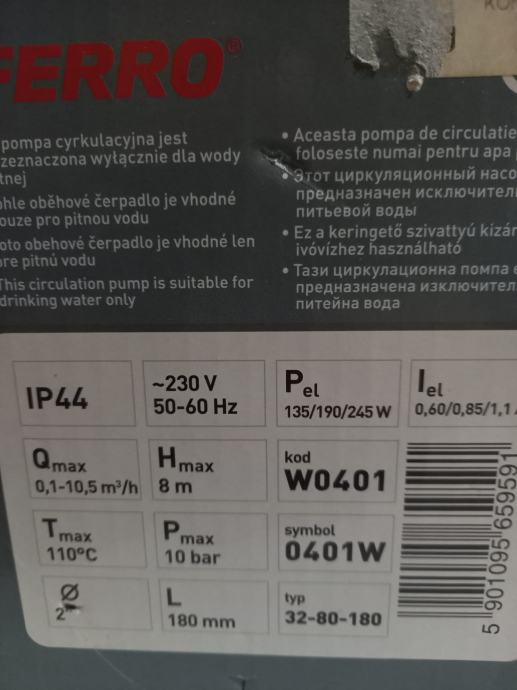 FERRO®
pompa cyrkulacyjna jest
zeznaczona wyłącznie dla wody
tnej
ohle oběhové čerpadlo je vhodné
ouze pro pitnou vodu
oto obehové čerpadlo je vhodné len
re pitnú vodu
This circulation pump is suitable for
drinking water only
• Aceasta pompa de circulatie
foloseste numai pentru apa
• Этот циркуляционный насо
предназначен исключител
питьевой воды
• Ez a keringető szivattyú kizár
ivóvízhez használható
• Тази циркулационна помпа
предназначена изключител
питейна вода
IP44
~230 V
50-60 Hz
Pel
135/190/245 W
Iel
0,60/0,85/1,1
Qmax
0,1-10,5 m³/h
Hmax
8 m
kod
W0401
Tmax
110°C
Pmax
10 bar
symbol
0401W
Ø
2"
L
180 mm
typ
32-80-180
5 901095 659591